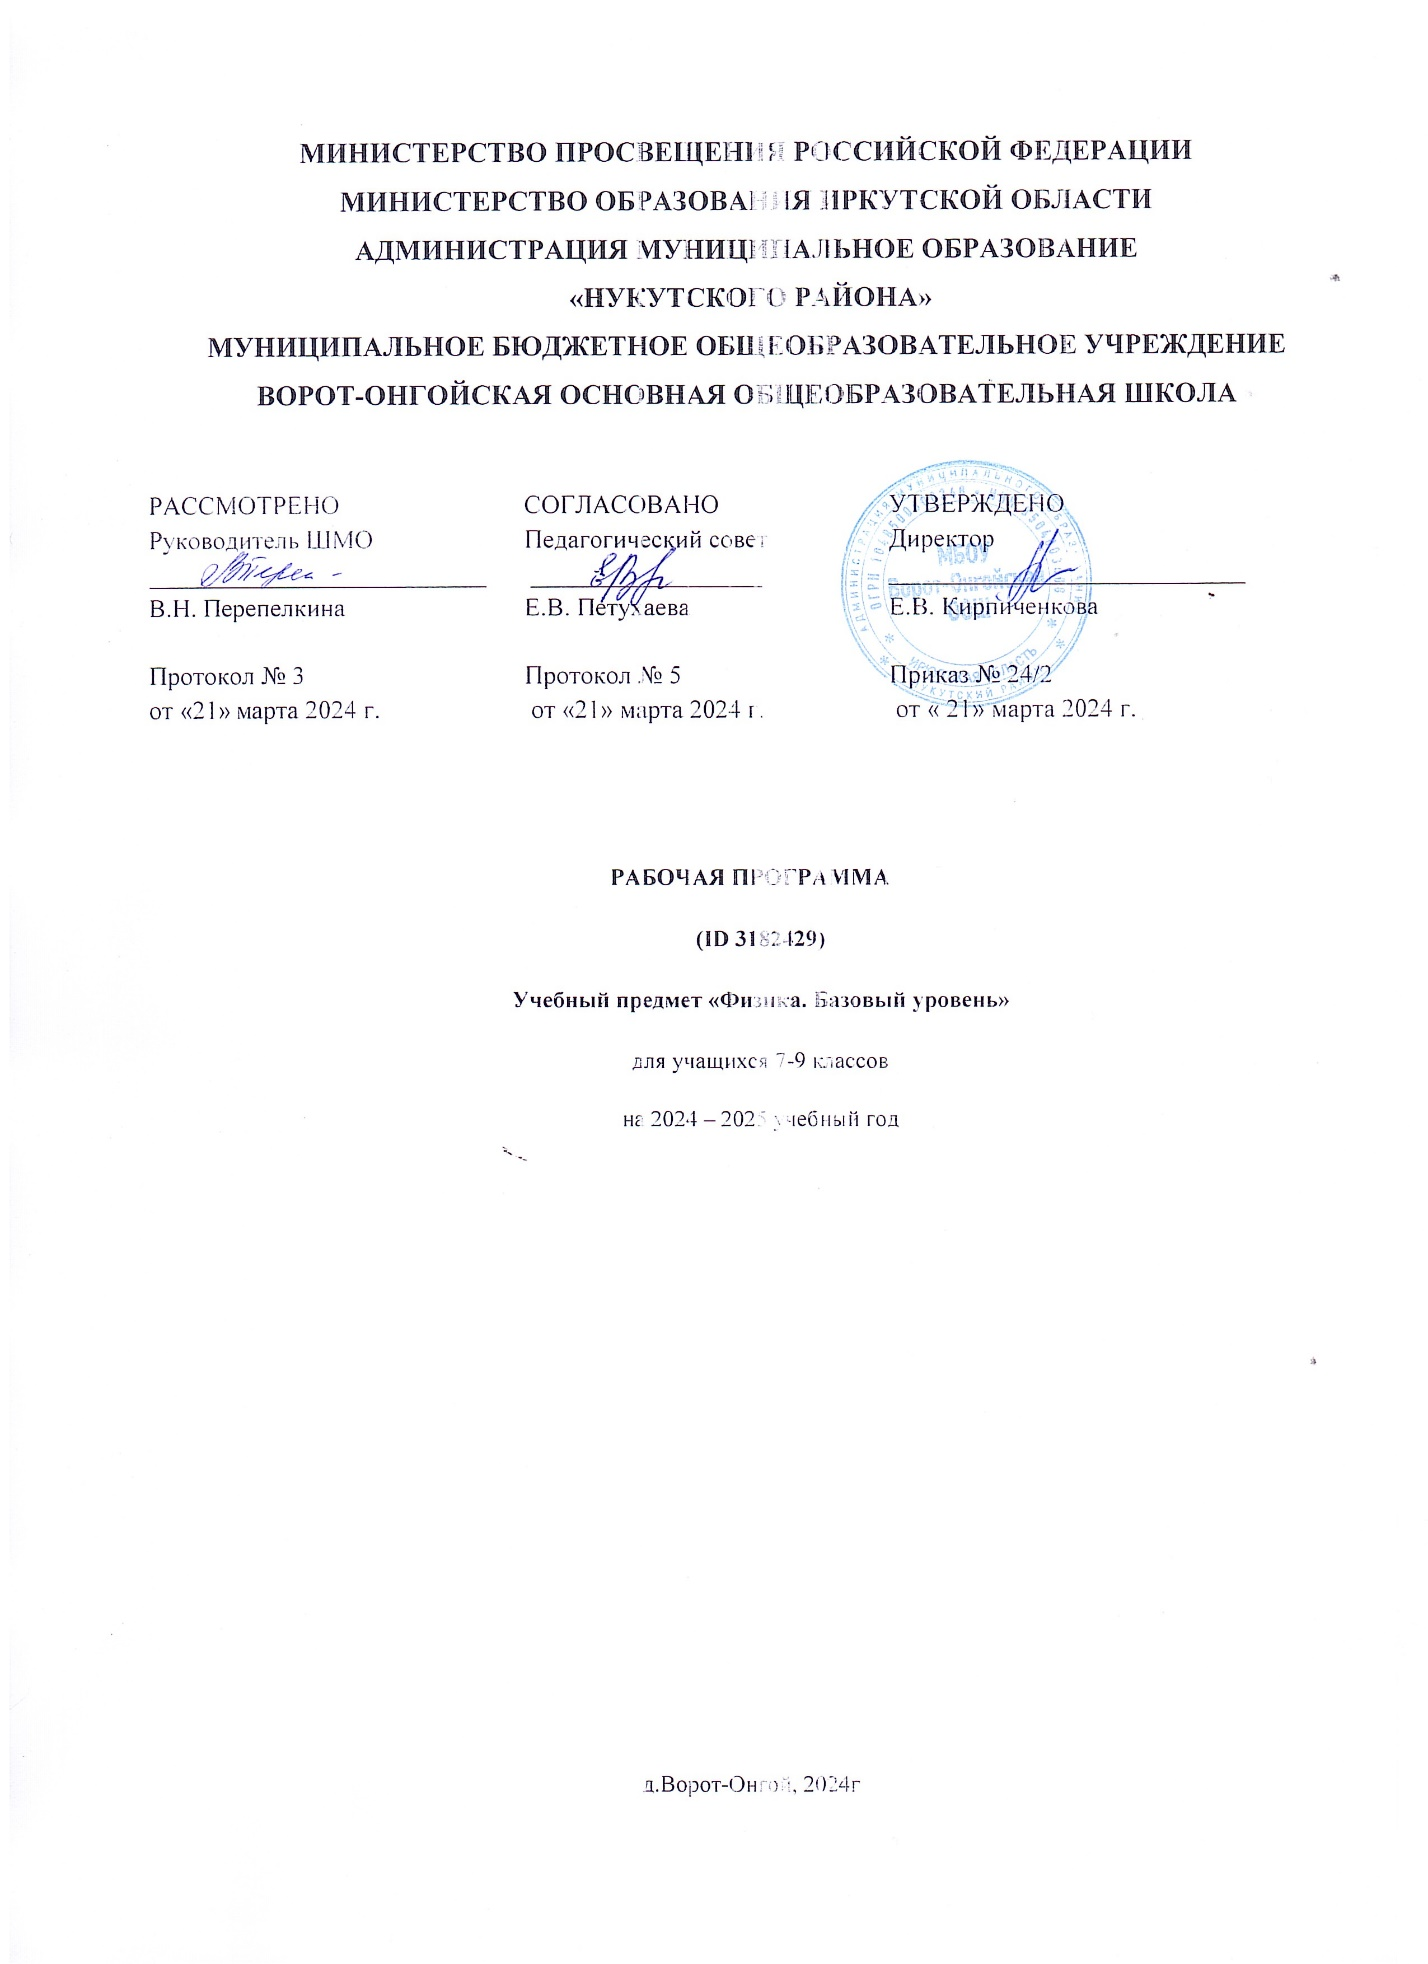 МИНИСТЕРСТВО ПРОСВЕЩЕНИЯ РОССИЙСКОЙ ФЕДЕРАЦИИ
МИНИСТЕРСТВО ОБРАЗОВАНИЯ ИРКУТСКОЙ ОБЛАСТИ
АДМИНИСТРАЦИЯ МУНИЦИПАЛЬНОЕ ОБРАЗОВАНИЕ
«НУКУТСКОГО РАЙОНА»
МУНИЦИПАЛЬНОЕ БЮДЖЕТНОЕ ОБЩЕОБРАЗОВАТЕЛЬНОЕ УЧРЕЖДЕНИЕ
ВОРОТ-ОНГОЙСКАЯ ОСНОВНАЯ ОБЩЕОБРАЗОВАТЕЛЬНАЯ ШКОЛА
РАССМОТРЕНО
Руководитель ШМО
В.Н. Перепелкина
Протокол № 3
от «21» марта 2024 г.
СОГЛАСОВАНО
Педагогический совет
Е.В. Петухаева
Протокол № 5
от «21» марта 2024 г.
УТВЕРЖДЕНО
Директор
Е.В. Кирпиченкова
Приказ № 24/2
от « 21» марта 2024 г.
МБОУ
Ворот-Онгойская
РАБОЧАЯ ПРОГРАММА
(ID 3182429)
Учебный предмет «Физика. Базовый уровень»
для учащихся 7-9 классов
на 2024 – 2025 учебный год
д.Ворот-Онгой, 2024г